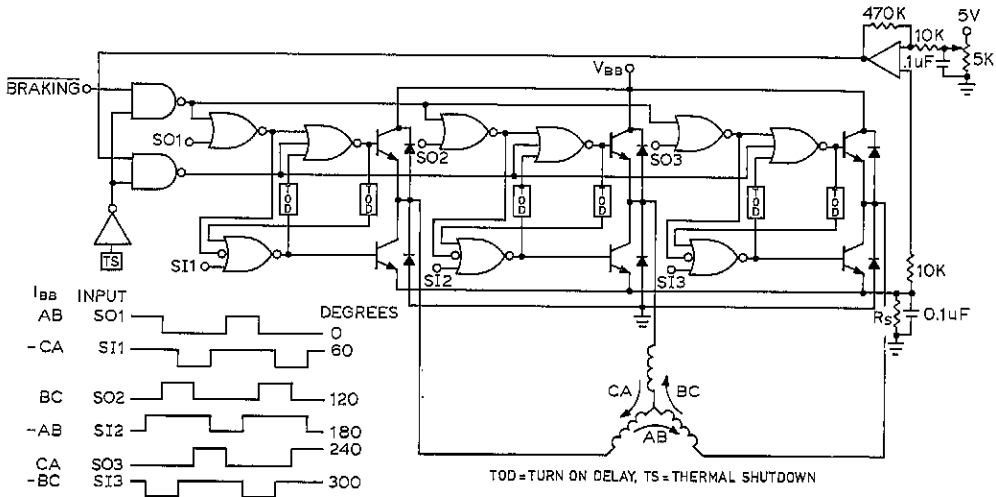 470K
5V
10K
.1uF
5K
BRAKING
VBB
SO1
SO2
SO3
TOD
TOD
TOD
TOD
TOD
TOD
TS
SI1
SI2
SI3
10K
Rs
0.1uF
IBB INPUT DEGREES
AB SO1 0
-CA SI1 60
BC SO2 120
-AB SI2 180
CA SO3 240
-BC SI3 300
CA BC
AB
TOD=TURN ON DELAY, TS=THERMAL SHUTDOWN